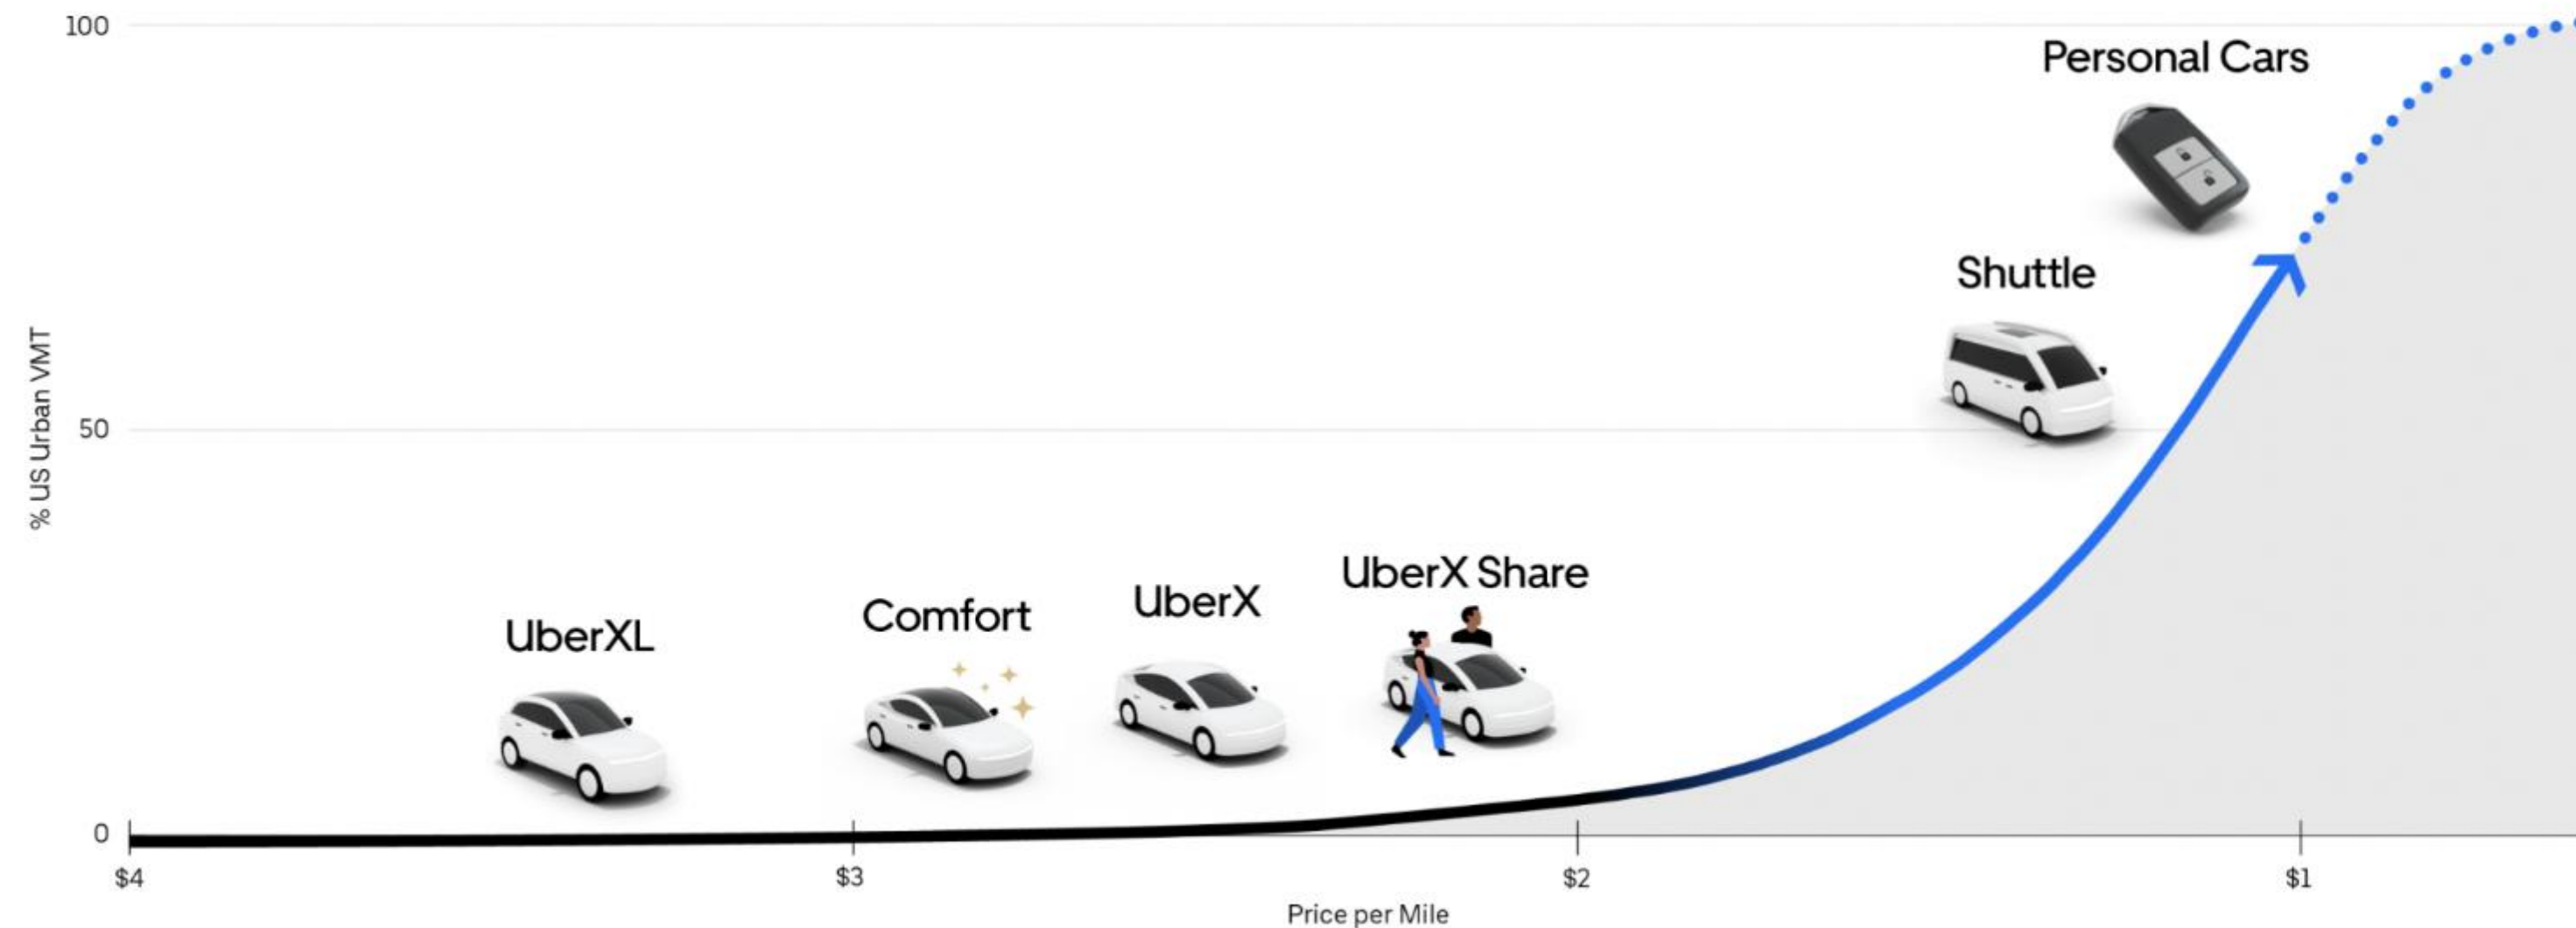 100
Personal Cars
Shuttle
% US Urban VMT
50
UberX Share
UberX
Comfort
UberXL
0
$4
$3
$2
$1
Price per Mile